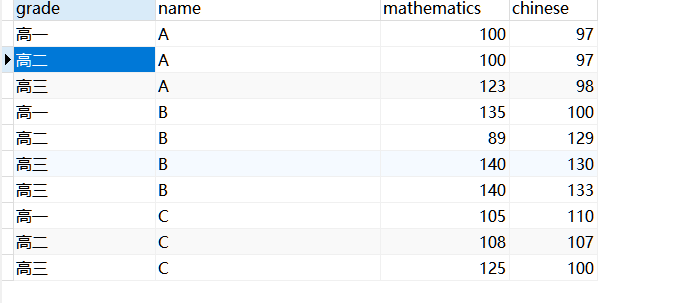 grade name mathematics chinese
高一 A 100 97
高二 A 100 97
高三 A 123 98
高一 B 135 100
高二 B 89 129
高三 B 140 130
高三 B 140 133
高一 C 105 110
高二 C 108 107
高三 C 125 100